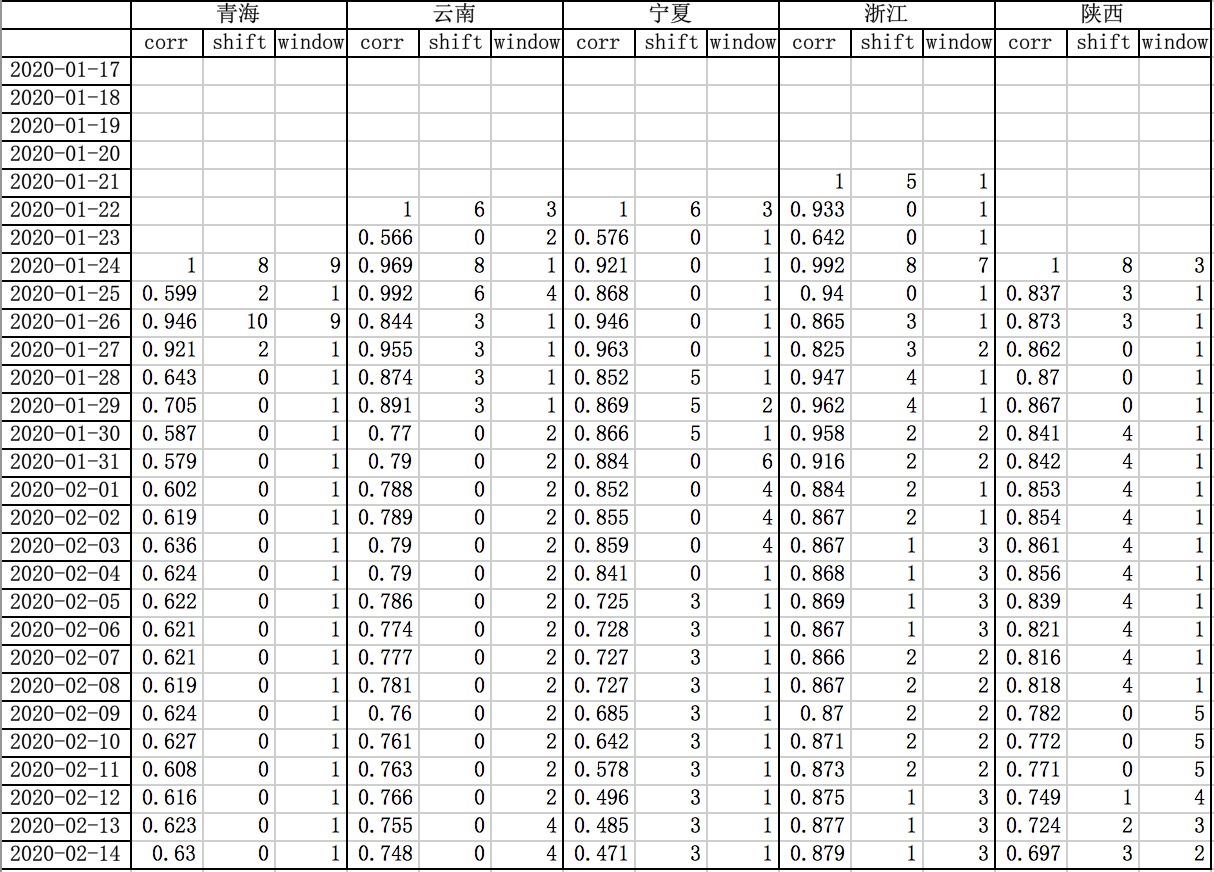 青海 云南 宁夏 浙江 陕西
corr shift window corr shift window corr shift window corr shift window corr shift window
2020-01-17
2020-01-18
2020-01-19
2020-01-20
2020-01-21 1 5 1
2020-01-22 1 6 3 1 6 3 0.933 0 1
2020-01-23 0.566 0 2 0.576 0 1 0.642 0 1
2020-01-24 1 8 9 0.969 8 1 0.921 0 1 0.992 8 7 1 8 3
2020-01-25 0.599 2 1 0.992 6 4 0.868 0 1 0.94 0 1 0.837 3 1
2020-01-26 0.946 10 9 0.844 3 1 0.946 0 1 0.865 3 1 0.873 3 1
2020-01-27 0.921 2 1 0.955 3 1 0.963 0 1 0.825 3 2 0.862 0 1
2020-01-28 0.643 0 1 0.874 3 1 0.852 5 1 0.947 4 1 0.87 0 1
2020-01-29 0.705 0 1 0.891 3 1 0.869 5 2 0.962 4 1 0.867 0 1
2020-01-30 0.587 0 1 0.77 0 2 0.866 5 1 0.958 2 2 0.841 4 1
2020-01-31 0.579 0 1 0.79 0 2 0.884 0 6 0.916 2 2 0.842 4 1
2020-02-01 0.602 0 1 0.788 0 2 0.852 0 4 0.884 2 1 0.853 4 1
2020-02-02 0.619 0 1 0.789 0 2 0.855 0 4 0.867 2 1 0.854 4 1
2020-02-03 0.636 0 1 0.79 0 2 0.859 0 4 0.867 1 3 0.861 4 1
2020-02-04 0.624 0 1 0.79 0 2 0.841 0 1 0.868 1 3 0.856 4 1
2020-02-05 0.622 0 1 0.786 0 2 0.725 3 1 0.869 1 3 0.839 4 1
2020-02-06 0.621 0 1 0.774 0 2 0.728 3 1 0.867 1 3 0.821 4 1
2020-02-07 0.621 0 1 0.777 0 2 0.727 3 1 0.866 2 2 0.816 4 1
2020-02-08 0.619 0 1 0.781 0 2 0.727 3 1 0.867 2 2 0.818 4 1
2020-02-09 0.624 0 1 0.76 0 2 0.685 3 1 0.87 2 2 0.782 0 5
2020-02-10 0.627 0 1 0.761 0 2 0.642 3 1 0.871 2 2 0.772 0 5
2020-02-11 0.608 0 1 0.763 0 2 0.578 3 1 0.873 2 2 0.771 0 5
2020-02-12 0.616 0 1 0.766 0 2 0.496 3 1 0.875 1 3 0.749 1 4
2020-02-13 0.623 0 1 0.755 0 4 0.485 3 1 0.877 1 3 0.724 2 3
2020-02-14 0.63 0 1 0.748 0 4 0.471 3 1 0.879 1 3 0.697 3 2